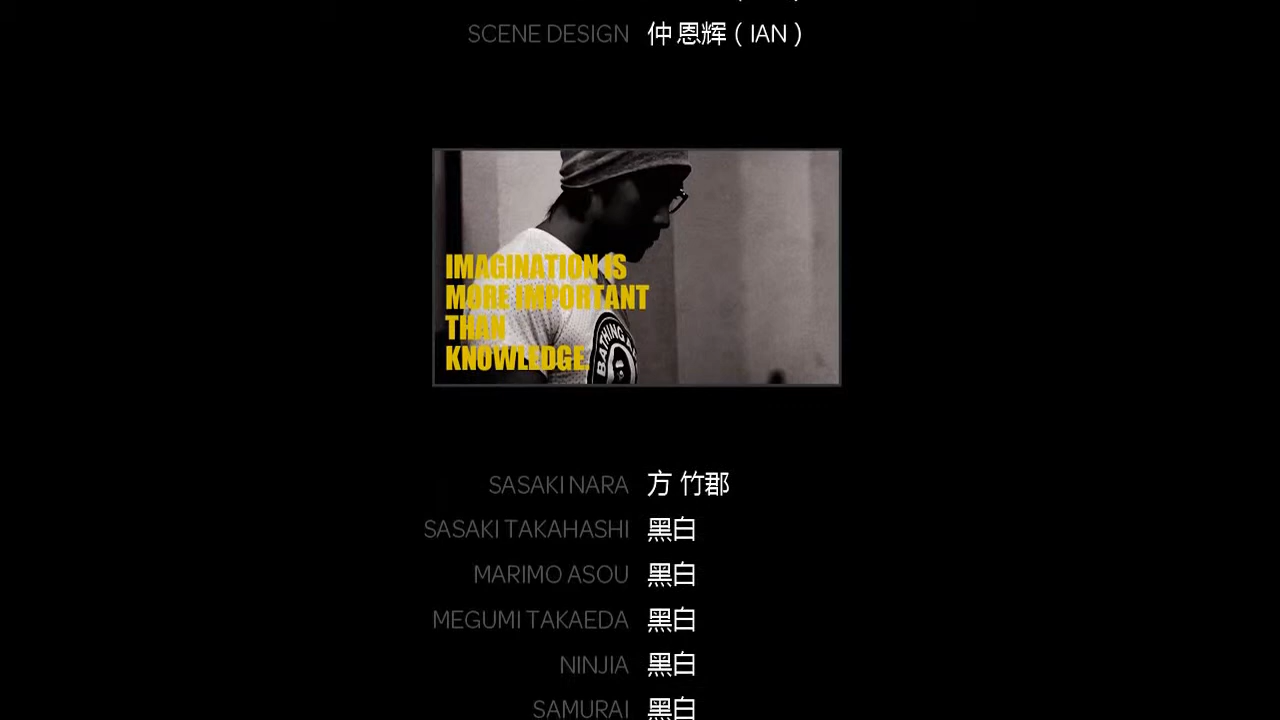 SCENE DESIGN 仲 恩辉 ( IAN )
IMAGINATION IS
MORE IMPORTANT
THAN
KNOWLEDGE.
BATHING A
SASAKI NARA 方 竹郡
SASAKI TAKAHASHI 黑白
MARIMO ASOU 黑白
MEGUMI TAKAEDA 黑白
NINJIA 黑白
SAMURAI 黑白